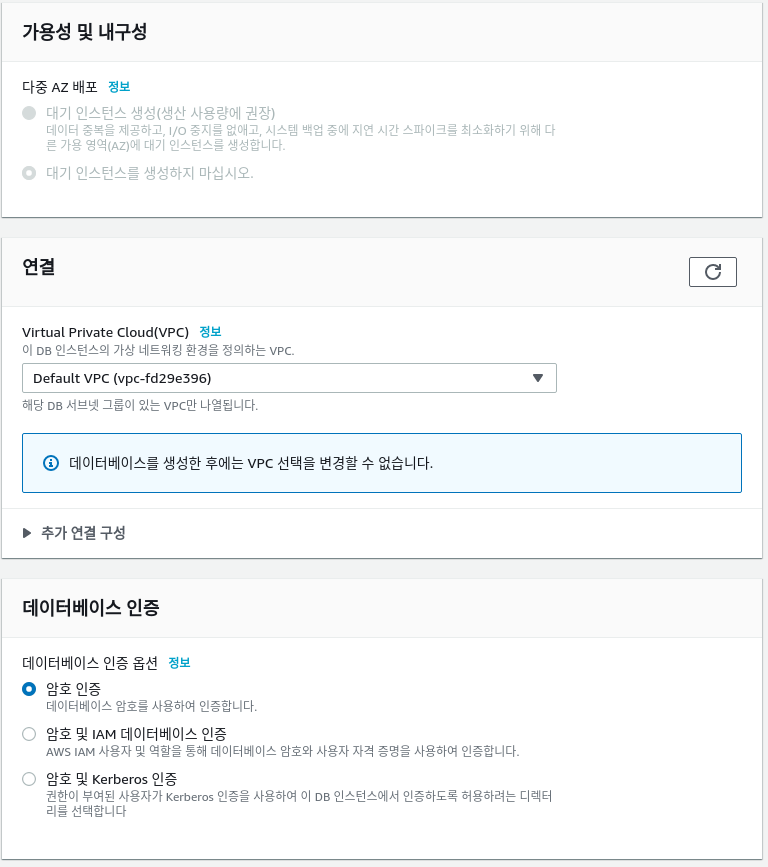 가용성 및 내구성
다중 AZ 배포 정보
대기 인스턴스 생성(생산 사용량에 권장)
데이터 중복을 제공하고, I/O 중지를 없애고, 시스템 백업 중에 지연 시간 스파이크를 최소화하기 위해 다
른 가용 영역(AZ)에 대기 인스턴스를 생성합니다.
대기 인스턴스를 생성하지 마십시오.
연결
Virtual Private Cloud(VPC) 정보
이 DB 인스턴스의 가상 네트워킹 환경을 정의하는 VPC.
Default VPC (vpc-fd29e396)
해당 DB 서브넷 그룹이 있는 VPC만 나열됩니다.
데이터베이스를 생성한 후에는 VPC 선택을 변경할 수 없습니다.
추가 연결 구성
데이터베이스 인증
데이터베이스 인증 옵션 정보
암호 인증
데이터베이스 암호를 사용하여 인증합니다.
암호 및 IAM 데이터베이스 인증
AWS IAM 사용자 및 역할을 통해 데이터베이스 암호와 사용자 자격 증명을 사용하여 인증합니다.
암호 및 Kerberos 인증
권한이 부여된 사용자가 Kerberos 인증을 사용하여 이 DB 인스턴스에서 인증하도록 허용하려는 디렉터
리를 선택합니다